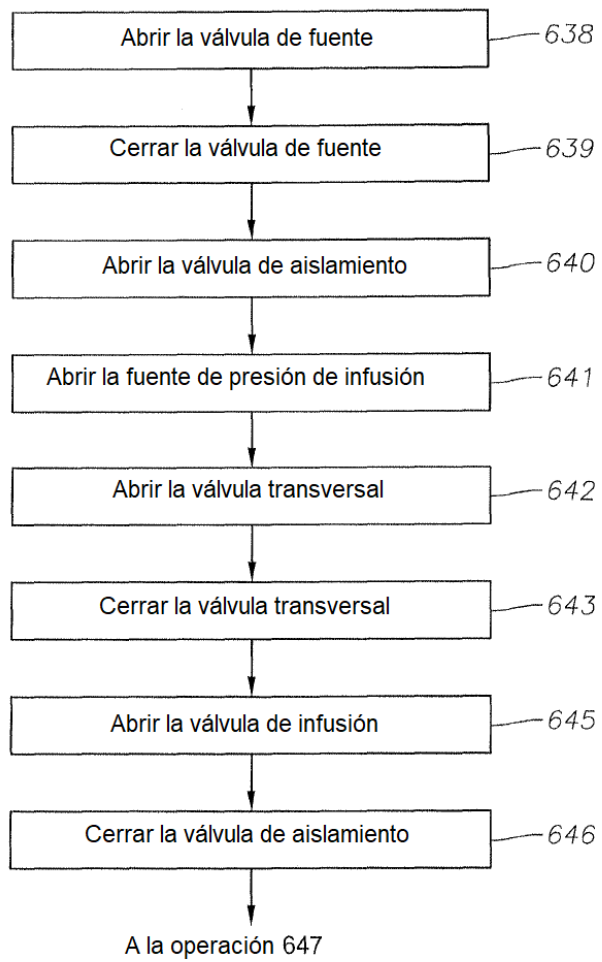 Abrir la válvula de fuente 638
Cerrar la válvula de fuente 639
Abrir la válvula de aislamiento 640
Abrir la fuente de presión de infusión 641
Abrir la válvula transversal 642
Cerrar la válvula transversal 643
Abrir la válvula de infusión 645
Cerrar la válvula de aislamiento 646
A la operación 647